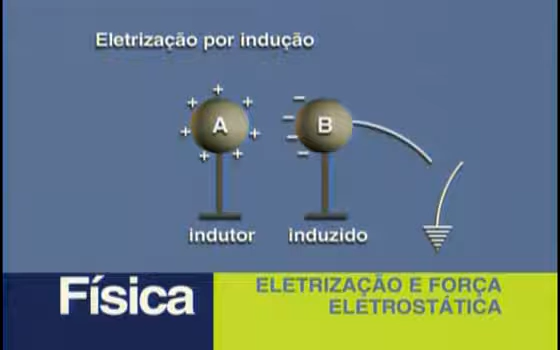 Eletrização por indução
A
B
indutor
induzido
Física
ELETRIZAÇÃO E FORÇA
ELETROSTÁTICA